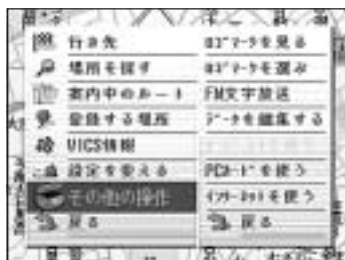 行き先
場所を探す
案内中のルート
登録する場所
VICS情報
設定を変える
その他の操作
戻る
ロゴマークを見る
ロゴマークを選ぶ
FM文字放送
データを編集する
PCカードを使う
インターネットを使う
戻る